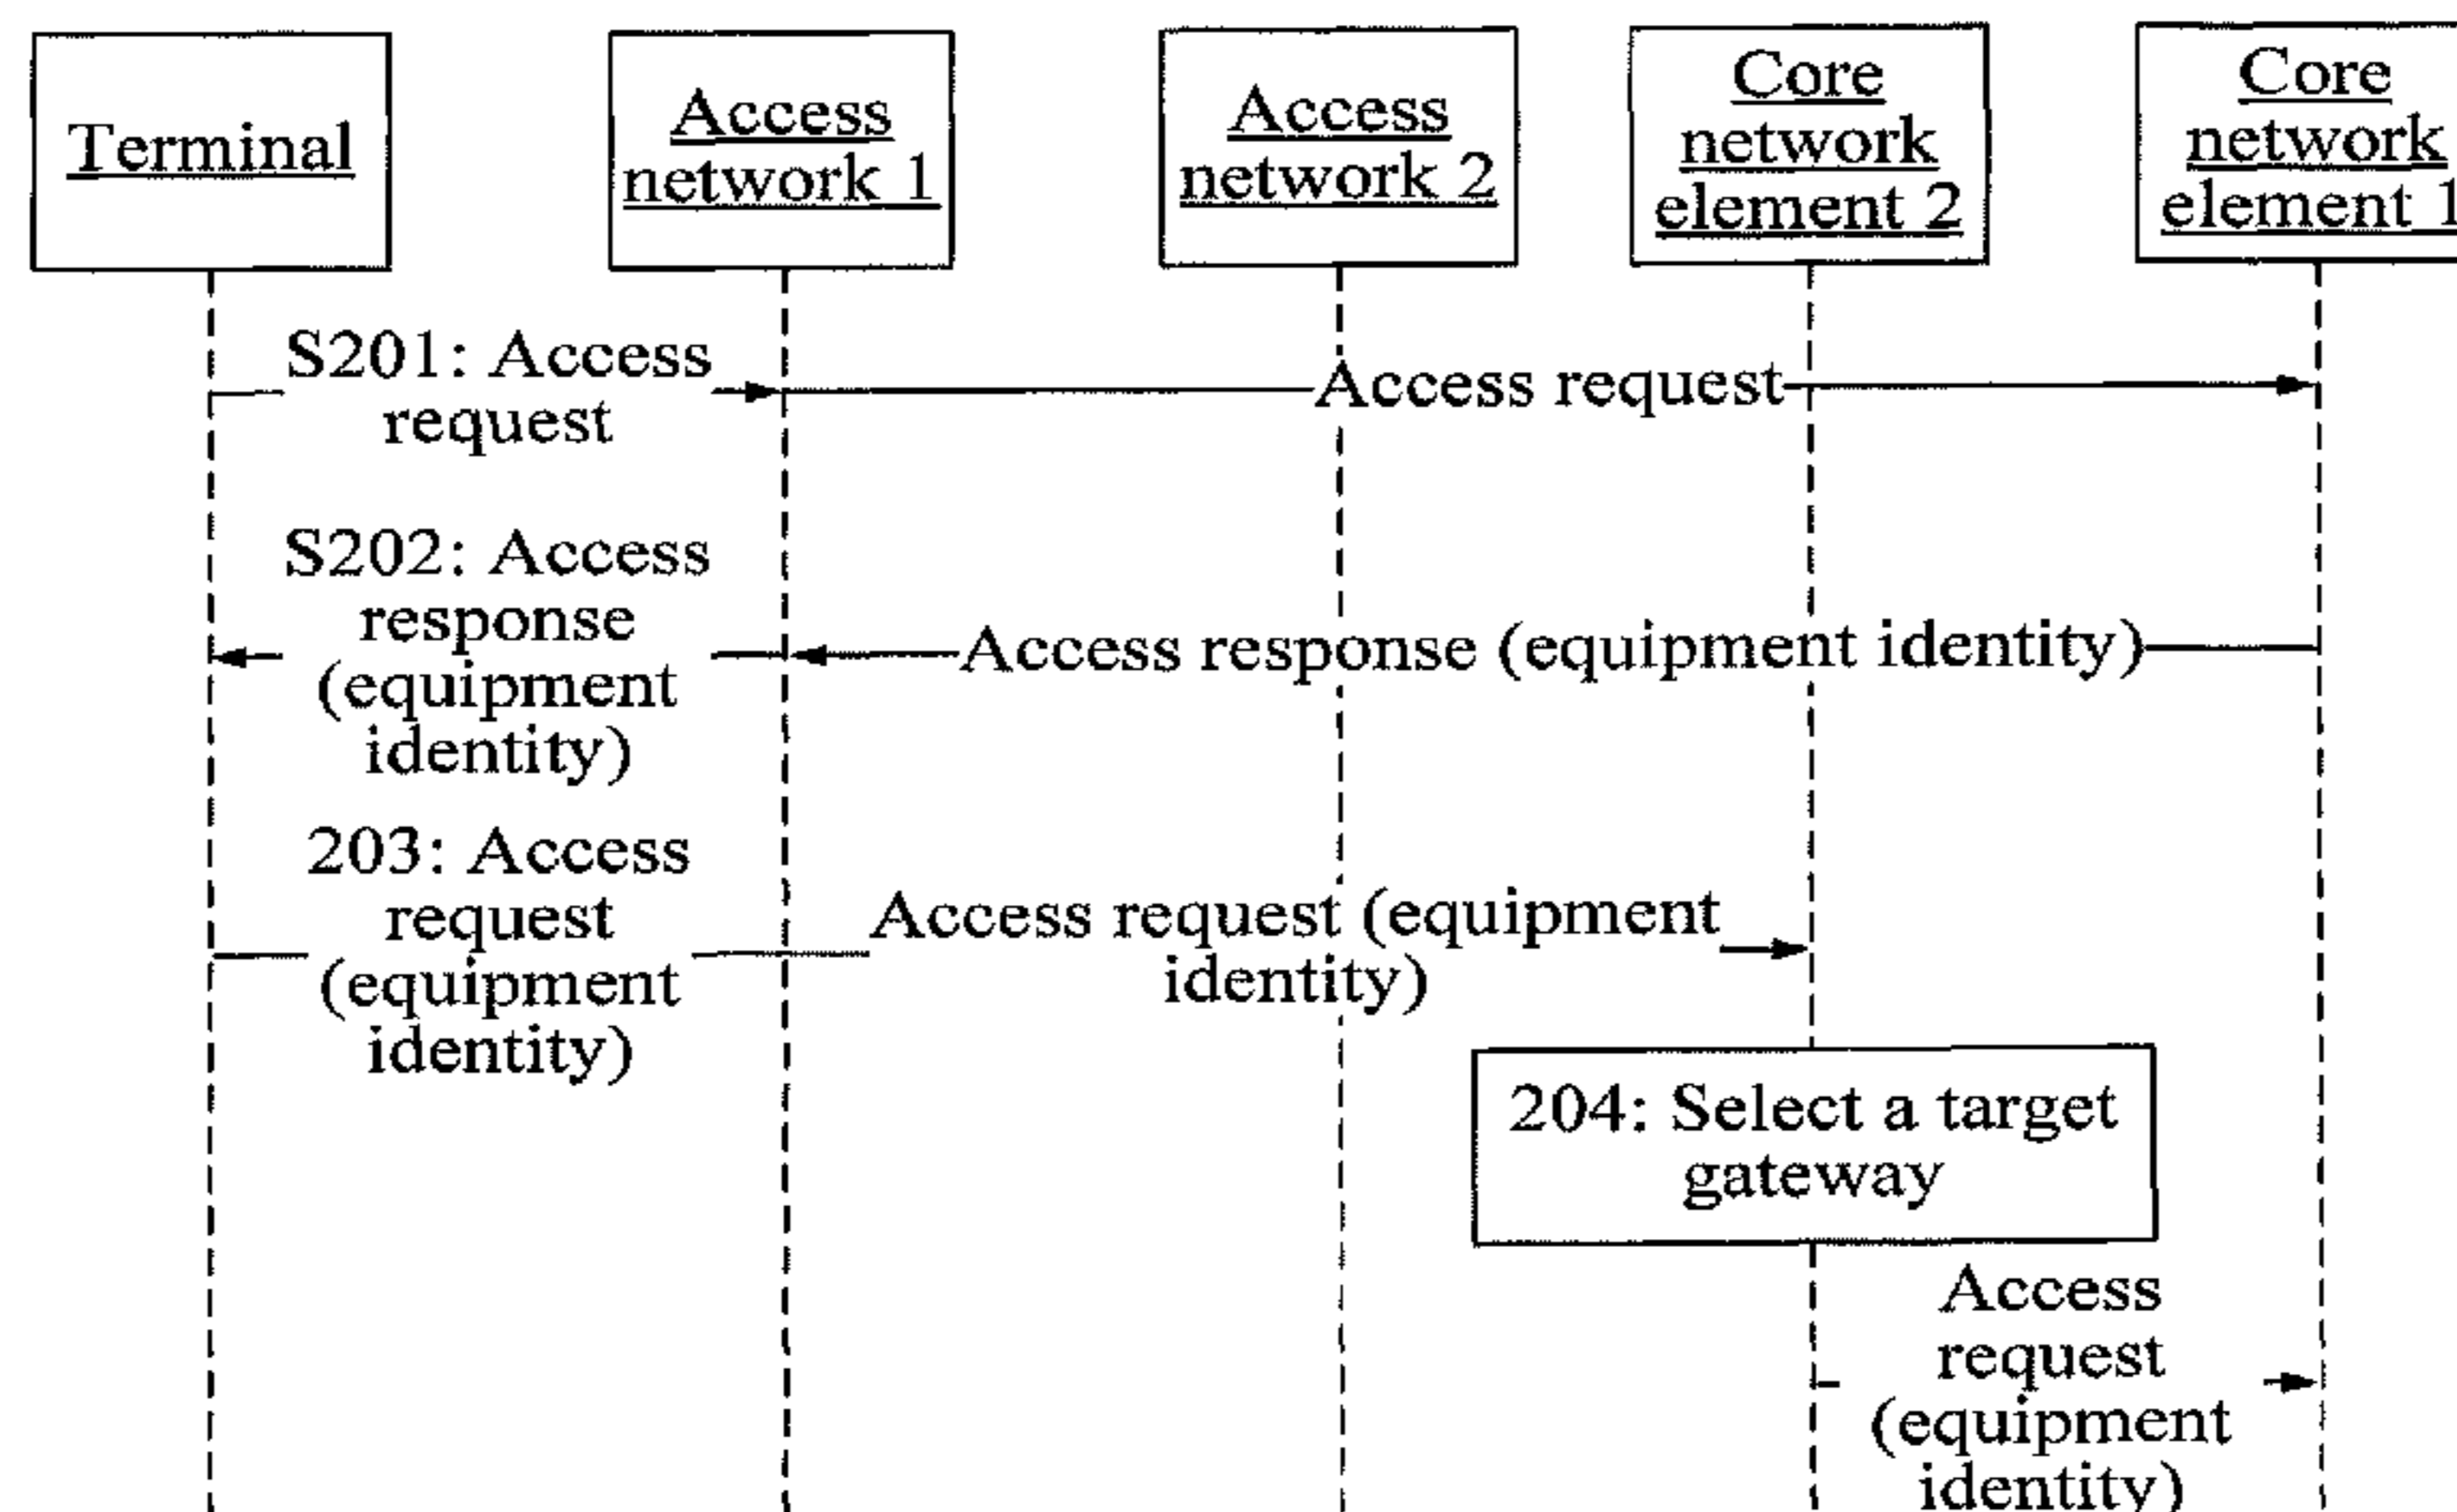 Terminal
Access
network 1
Access
network 2
Core
network
element 2
Core
network
element 1
S201: Access
request
Access request
S202: Access
response
(equipment
identity)
Access response (equipment identity)
203: Access
request
(equipment
identity)
Access request (equipment
identity)
204: Select a target
gateway
Access
request
(equipment
identity)